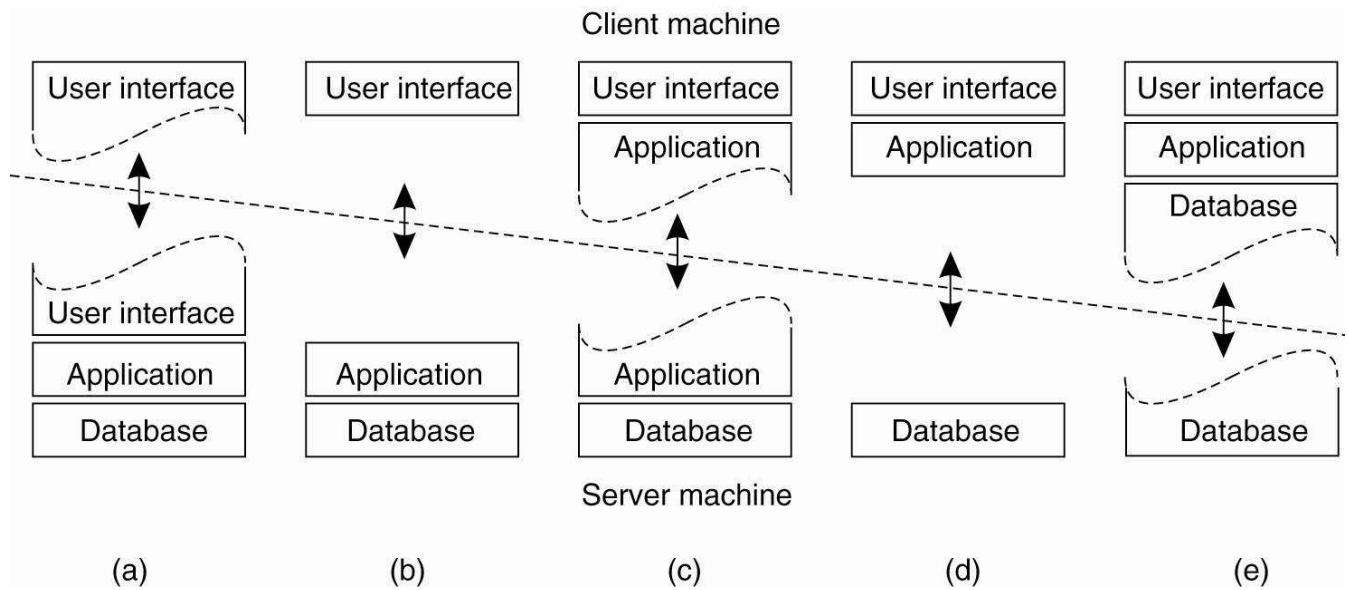 Client machine
User interface User interface User interface User interface User interface
Application Application Application
Database
User interface
Application Application Application Database
Database Database Database Database
Server machine
(a) (b) (c) (d) (e)